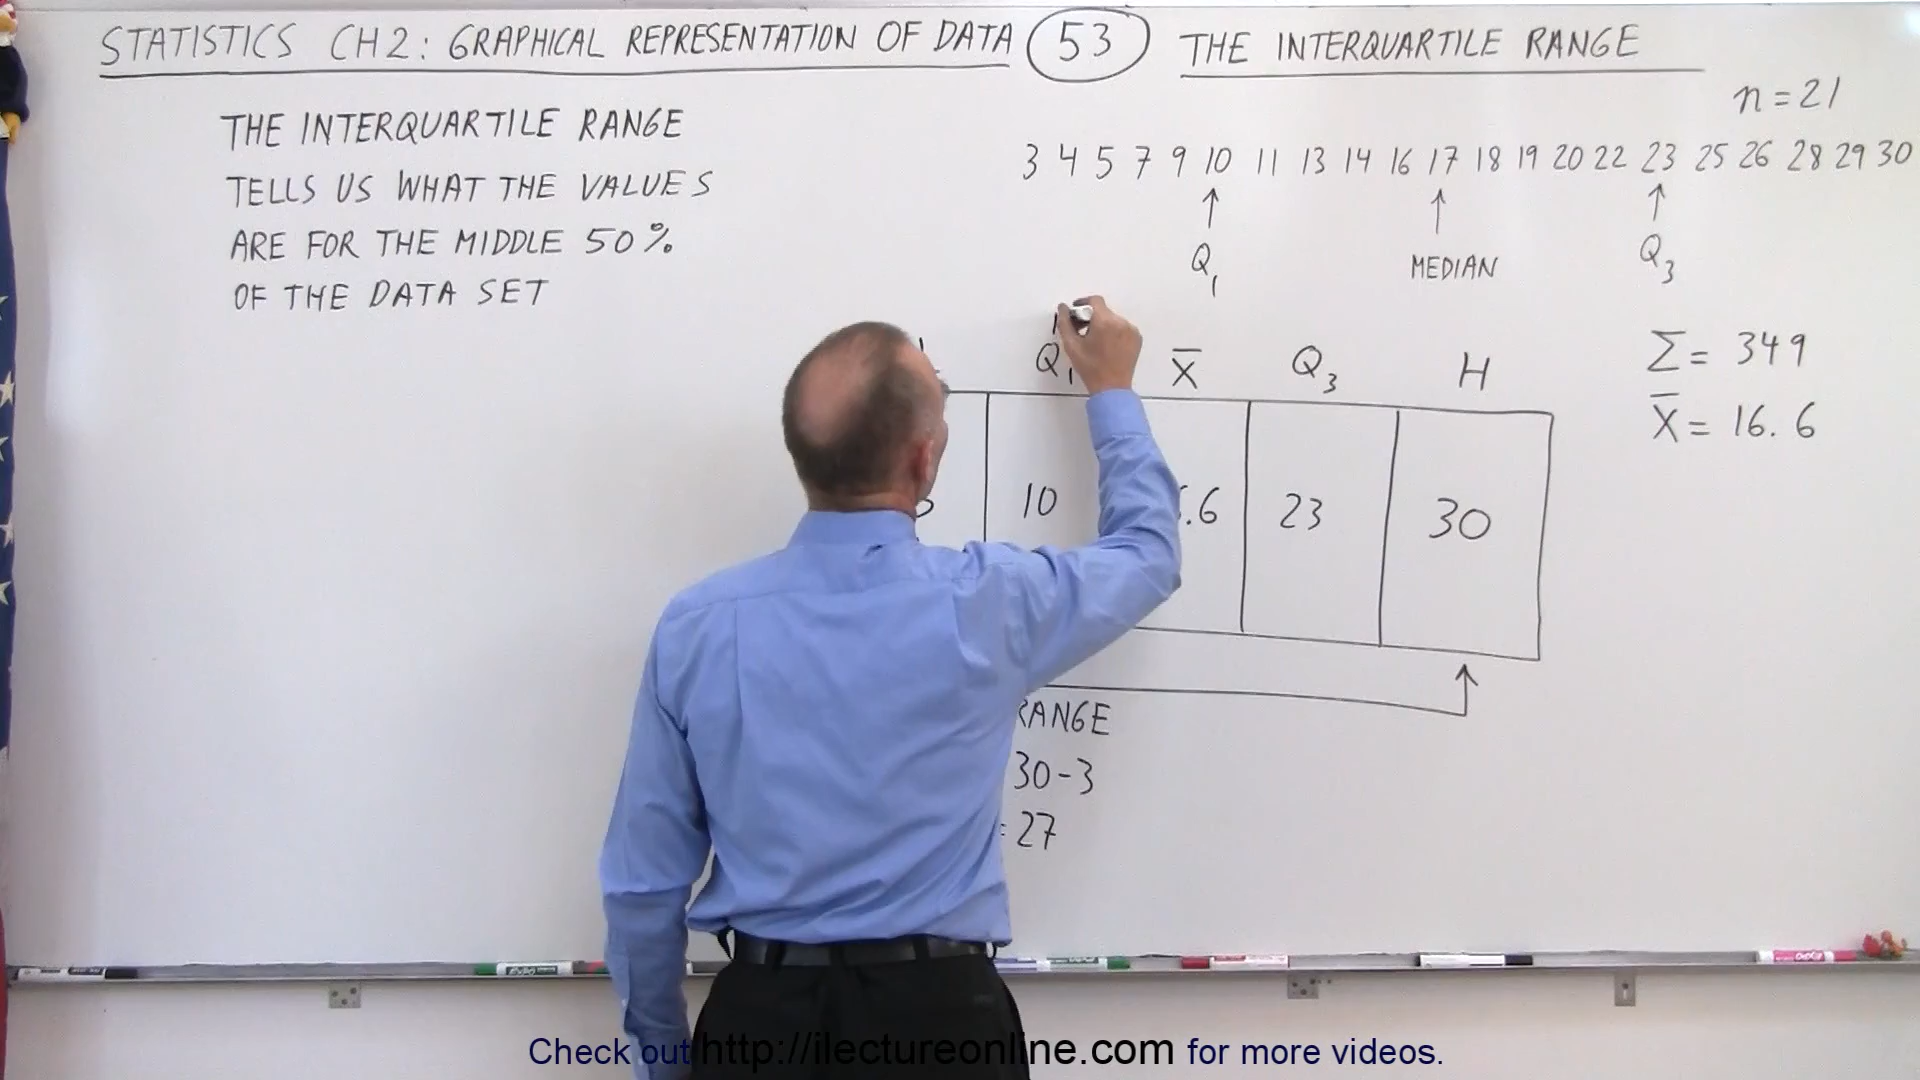 STATISTICS CH2: GRAPHICAL REPRESENTATION OF DATA 53 THE INTERQUARTILE RANGE
n = 21
THE INTERQUARTILE RANGE
TELLS US WHAT THE VALUES
ARE FOR THE MIDDLE 50%
OF THE DATA SET
3 4 5 7 9 10 11 13 14 16 17 18 19 20 22 23 25 26 28 29 30
↑ ↑ ↑
Q1 MEDIAN Q3
Q1 X̄ Q3 H
10 .6 23 30
Σ = 349
X̄ = 16.6
RANGE
30-3
= 27
Check out http://ilectureonline.com for more videos.